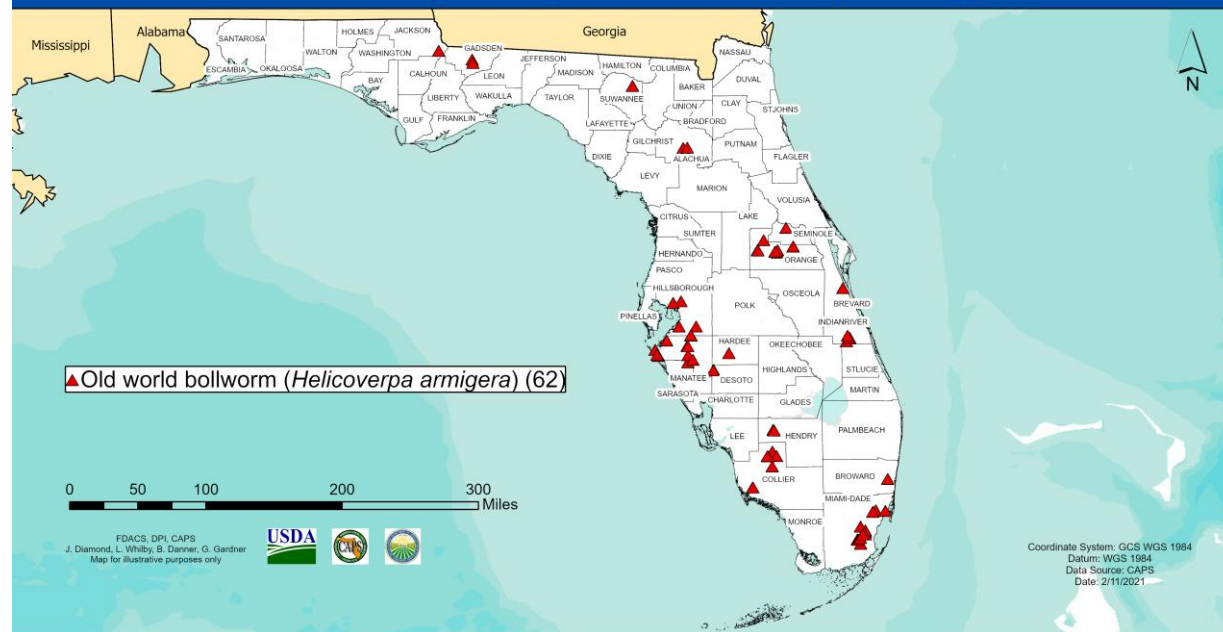 Mississippi
Alabama
Georgia
N
SANTAROSA
HOLMES
JACKSON
WALTON
WASHINGTON
ESCAMBIA
OKALOOSA
BAY
CALHOUN
GADSDEN
LEON
JEFFERSON
LIBERTY
WAKULLA
GULF
FRANKLIN
MADISON
TAYLOR
HAMILTON
SUWANNEE
LAFAYETTE
COLUMBIA
BAKER
NASSAU
DUVAL
UNION
CLAY
STJOHNS
BRADFORD
GILCHRIST
ALACHUA
PUTNAM
FLAGLER
DIXIE
LEVY
MARION
VOLUSIA
CITRUS
LAKE
SUMTER
SEMINOLE
HERNANDO
ORANGE
PASCO
OSCEOLA
BREVARD
HILLSBOROUGH
POLK
PINELLAS
INDIANRIVER
HARDEE
OKEECHOBEE
MANATEE
DESOTO
HIGHLANDS
STLUCIE
SARASOTA
CHARLOTTE
GLADES
MARTIN
LEE
HENDRY
PALMBEACH
COLLIER
BROWARD
MONROE
MIAMI-DADE
Old world bollworm (Helicoverpa armigera) (62)
0 50 100 200 300
Miles
FDACS, DPI, CAPS
J. Diamond, L. Whilby, B. Danner, G. Gardner
Map for illustrative purposes only
USDA
CAPS
Coordinate System: GCS WGS 1984
Datum: WGS 1984
Data Source: CAPS
Date: 2/11/2021